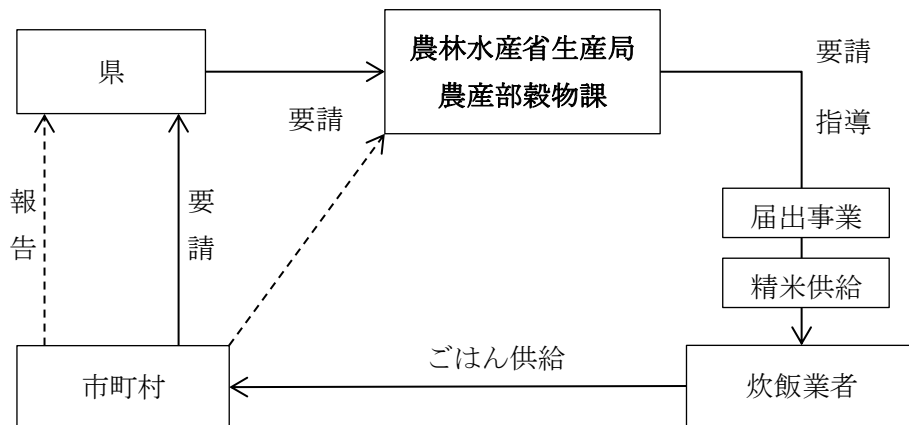 県
農林水産省生産局
農産部穀物課
要請
要請
指導
報告
要請
届出事業
精米供給
市町村
ごはん供給
炊飯業者